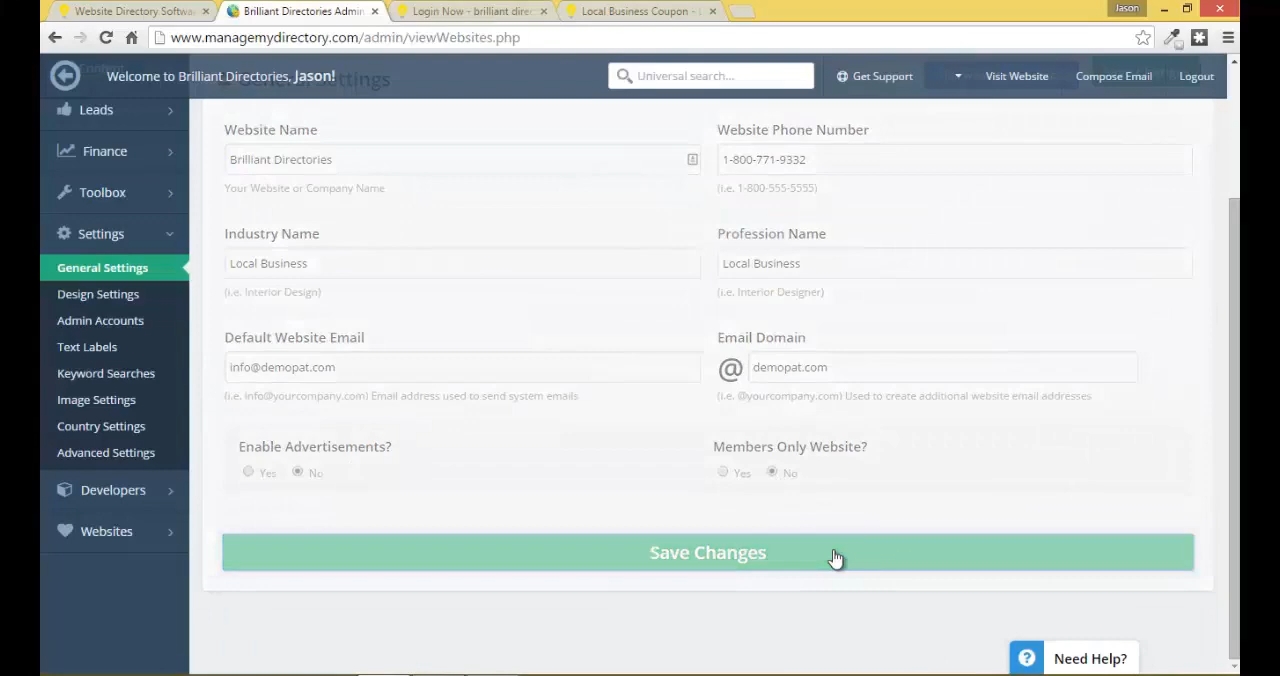 Website Directory Softwa
Brilliant Directories Admin
Login Now - brilliant dire
Local Business Coupon -
Jason
www.managemydirectory.com/admin/viewWebsites.php
Welcome to Brilliant Directories, Jason!
Universal search...
Get Support
Visit Website
Compose Email
Logout
Settings
Leads
Finance
Toolbox
Settings
General Settings
Design Settings
Admin Accounts
Text Labels
Keyword Searches
Image Settings
Country Settings
Advanced Settings
Developers
Websites
Website Name
Brilliant Directories
Your Website or Company Name
Website Phone Number
1-800-771-9332
(i.e. 1-800-555-5555)
Industry Name
Local Business
(i.e. Interior Design)
Profession Name
Local Business
(i.e. Interior Designer)
Default Website Email
info@demopat.com
(i.e. info@yourcompany.com) Email address used to send system emails
Email Domain
@ demopat.com
(i.e. @yourcompany.com) Used to create additional website email addresses
Enable Advertisements?
Yes No
Members Only Website?
Yes No
Save Changes
? Need Help?